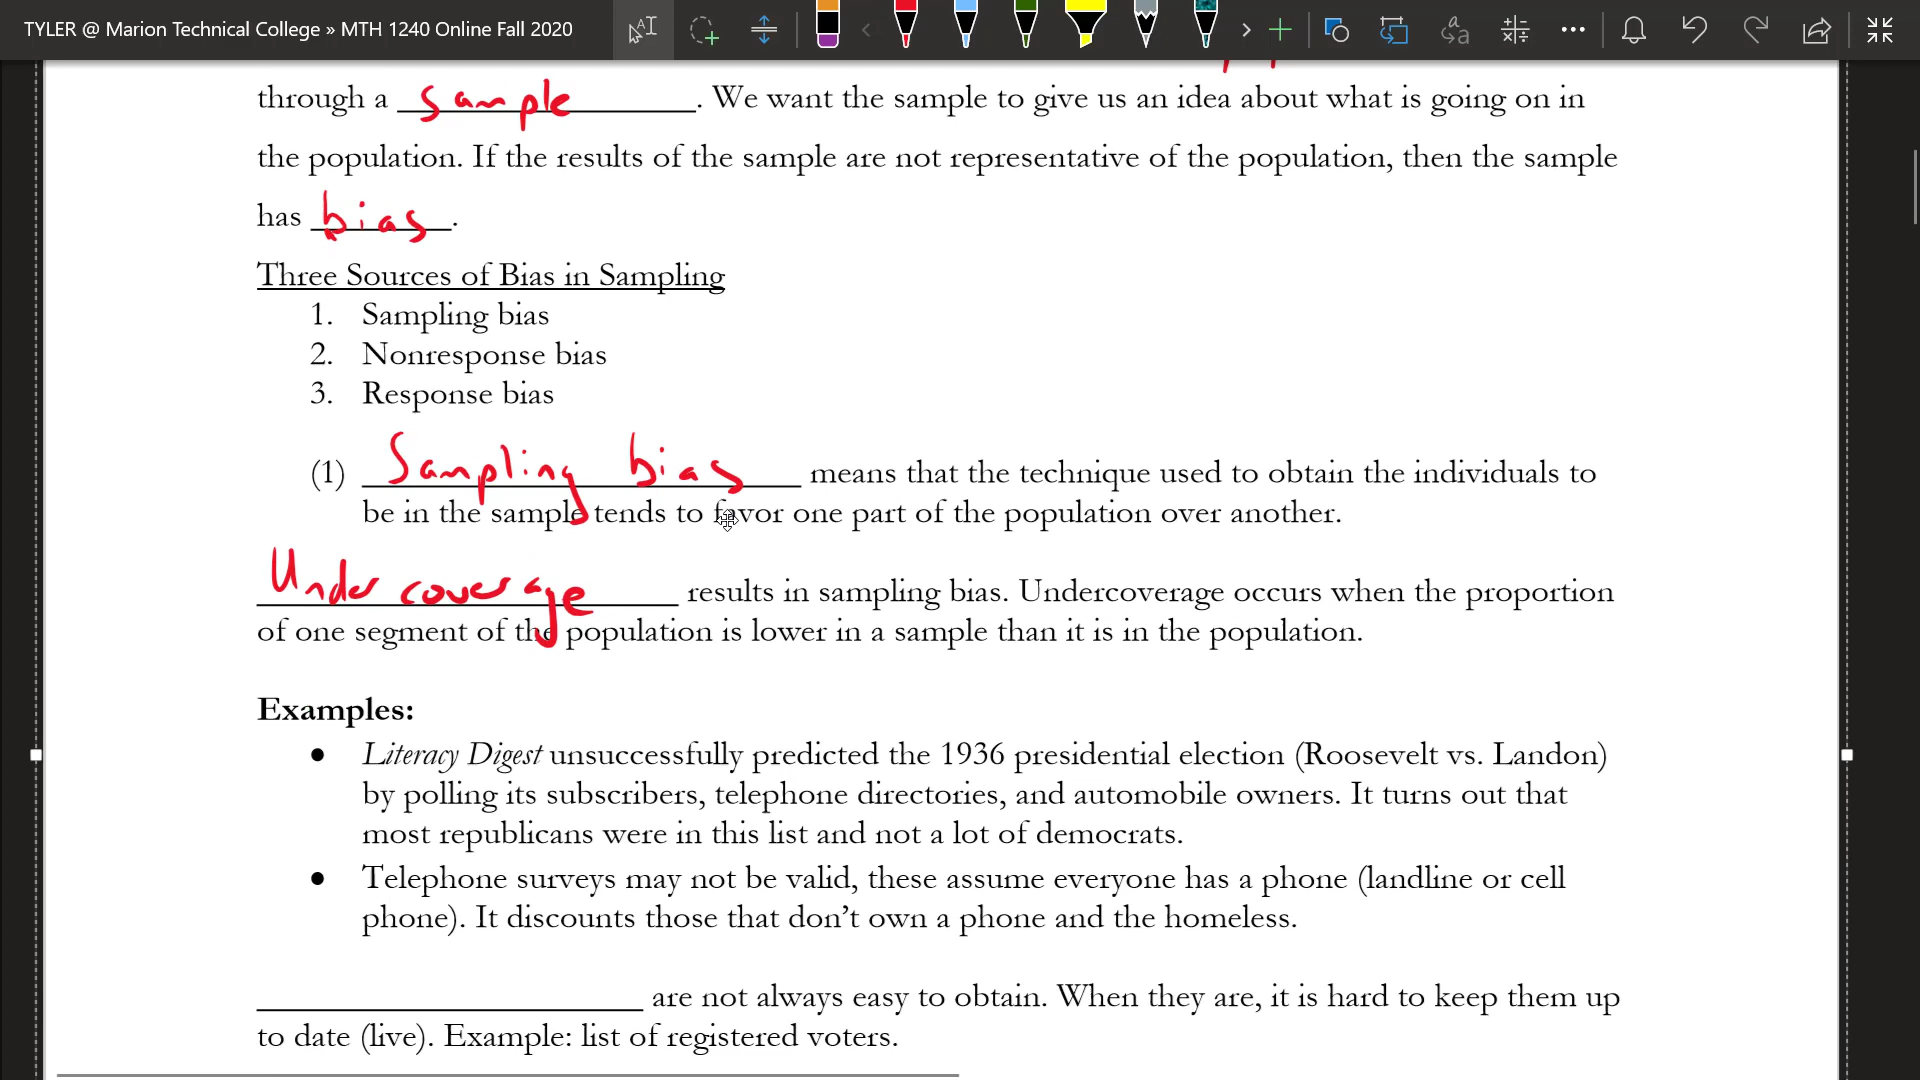 TYLER @ Marion Technical College » MTH 1240 Online Fall 2020
through a sample. We want the sample to give us an idea about what is going on in
the population. If the results of the sample are not representative of the population, then the sample
has bias.
Three Sources of Bias in Sampling
1. Sampling bias
2. Nonresponse bias
3. Response bias
(1) Sampling bias means that the technique used to obtain the individuals to
be in the sample tends to favor one part of the population over another.
Undercoverage results in sampling bias. Undercoverage occurs when the proportion
of one segment of the population is lower in a sample than it is in the population.
Examples:
• Literacy Digest unsuccessfully predicted the 1936 presidential election (Roosevelt vs. Landon)
by polling its subscribers, telephone directories, and automobile owners. It turns out that
most republicans were in this list and not a lot of democrats.
• Telephone surveys may not be valid, these assume everyone has a phone (landline or cell
phone). It discounts those that don’t own a phone and the homeless.
____________________ are not always easy to obtain. When they are, it is hard to keep them up
to date (live). Example: list of registered voters.